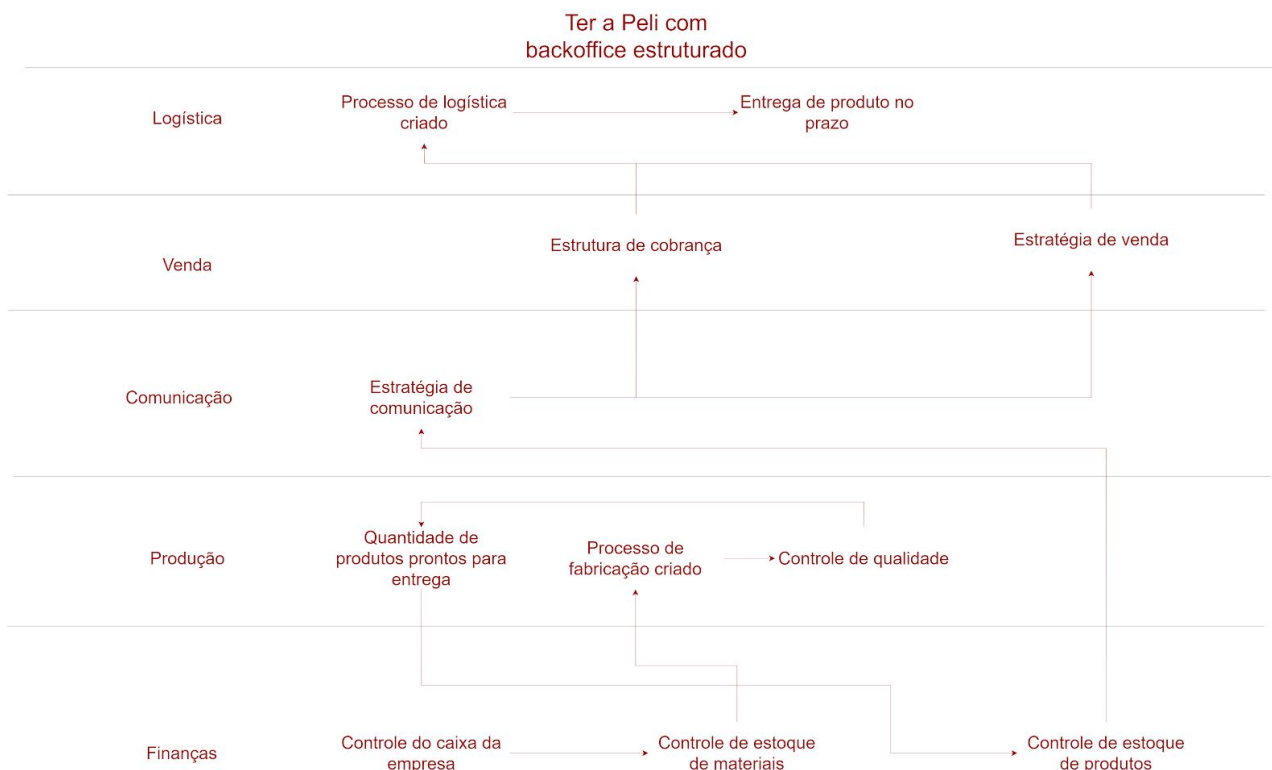 Ter a Peli com
backoffice estruturado
Logística
Processo de logística
criado
Entrega de produto no
prazo
Venda
Estrutura de cobrança
Estratégia de venda
Comunicação
Estratégia de
comunicação
Produção
Quantidade de
produtos prontos para
entrega
Processo de
fabricação criado
Controle de qualidade
Finanças
Controle do caixa da
empresa
Controle de estoque
de materiais
Controle de estoque
de produtos